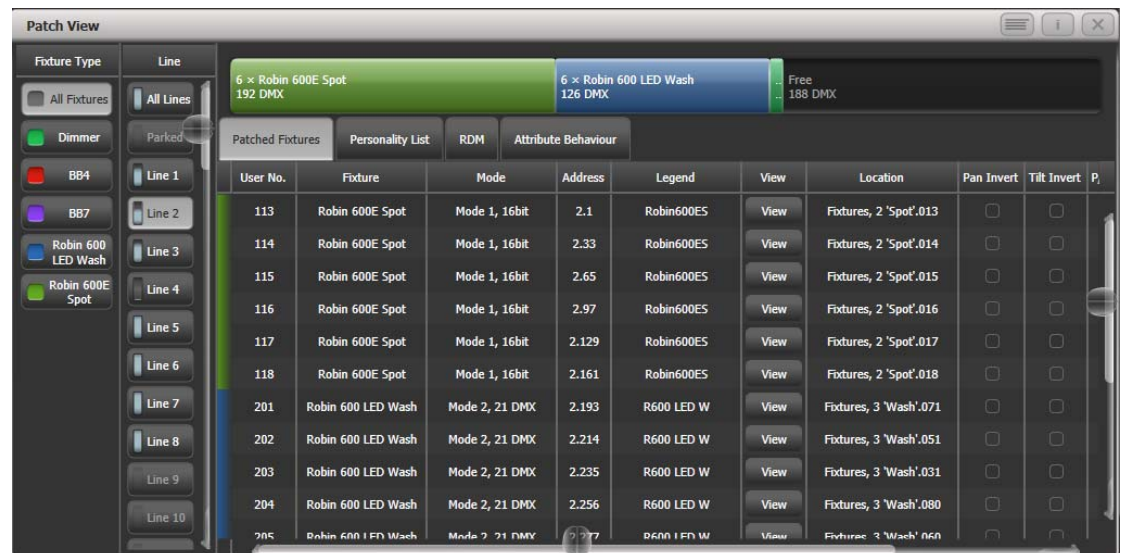 Patch View
i
Fixture Type
Line
All Fixtures
Dimmer
BB4
BB7
Robin 600
LED Wash
Robin 600E
Spot
All Lines
Parked
Line 1
Line 2
Line 3
Line 4
Line 5
Line 6
Line 7
Line 8
Line 9
Line 10
6 × Robin 600E Spot
192 DMX
6 × Robin 600 LED Wash
126 DMX
..
..
Free
188 DMX
Patched Fixtures Personality List RDM Attribute Behaviour
User No. Fixture Mode Address Legend View Location Pan Invert Tilt Invert
113 Robin 600E Spot Mode 1, 16bit 2.1 Robin600ES View Fixtures, 2 'Spot'.013
114 Robin 600E Spot Mode 1, 16bit 2.33 Robin600ES View Fixtures, 2 'Spot'.014
115 Robin 600E Spot Mode 1, 16bit 2.65 Robin600ES View Fixtures, 2 'Spot'.015
116 Robin 600E Spot Mode 1, 16bit 2.97 Robin600ES View Fixtures, 2 'Spot'.016
117 Robin 600E Spot Mode 1, 16bit 2.129 Robin600ES View Fixtures, 2 'Spot'.017
118 Robin 600E Spot Mode 1, 16bit 2.161 Robin600ES View Fixtures, 2 'Spot'.018
201 Robin 600 LED Wash Mode 2, 21 DMX 2.193 R600 LED W View Fixtures, 3 'Wash'.071
202 Robin 600 LED Wash Mode 2, 21 DMX 2.214 R600 LED W View Fixtures, 3 'Wash'.051
203 Robin 600 LED Wash Mode 2, 21 DMX 2.235 R600 LED W View Fixtures, 3 'Wash'.031
204 Robin 600 LED Wash Mode 2, 21 DMX 2.256 R600 LED W View Fixtures, 3 'Wash'.080
205 Robin 600 LED Wash Mode 2, 21 DMX 2.277 R600 LED W View Fixtures, 3 'Wash'.060